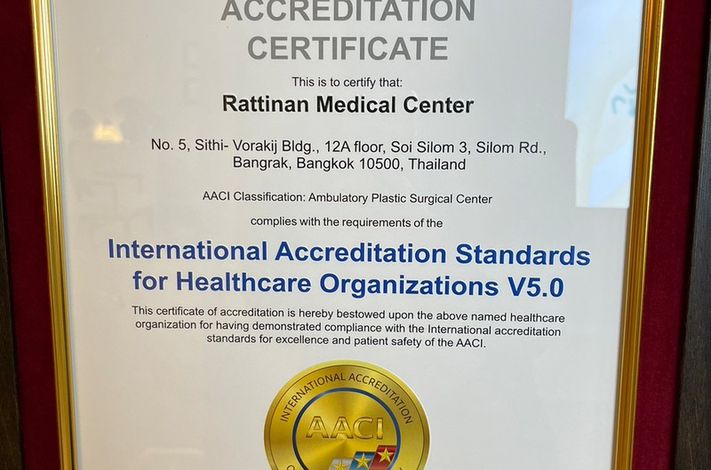 ACCREDITATION
CERTIFICATE
This is to certify that:
Rattinan Medical Center
No. 5, Sithi- Vorakij Bldg., 12A floor, Soi Silom 3, Silom Rd.,
Bangrak, Bangkok 10500, Thailand
AACI Classification: Ambulatory Plastic Surgical Center
complies with the requirements of the
International Accreditation Standards
for Healthcare Organizations V5.0
This certificate of accreditation is hereby bestowed upon the above named healthcare
organization for having demonstrated compliance with the International accreditation
standards for excellence and patient safety of the AACI.
INTERNATIONAL ACCREDITATION
AACI